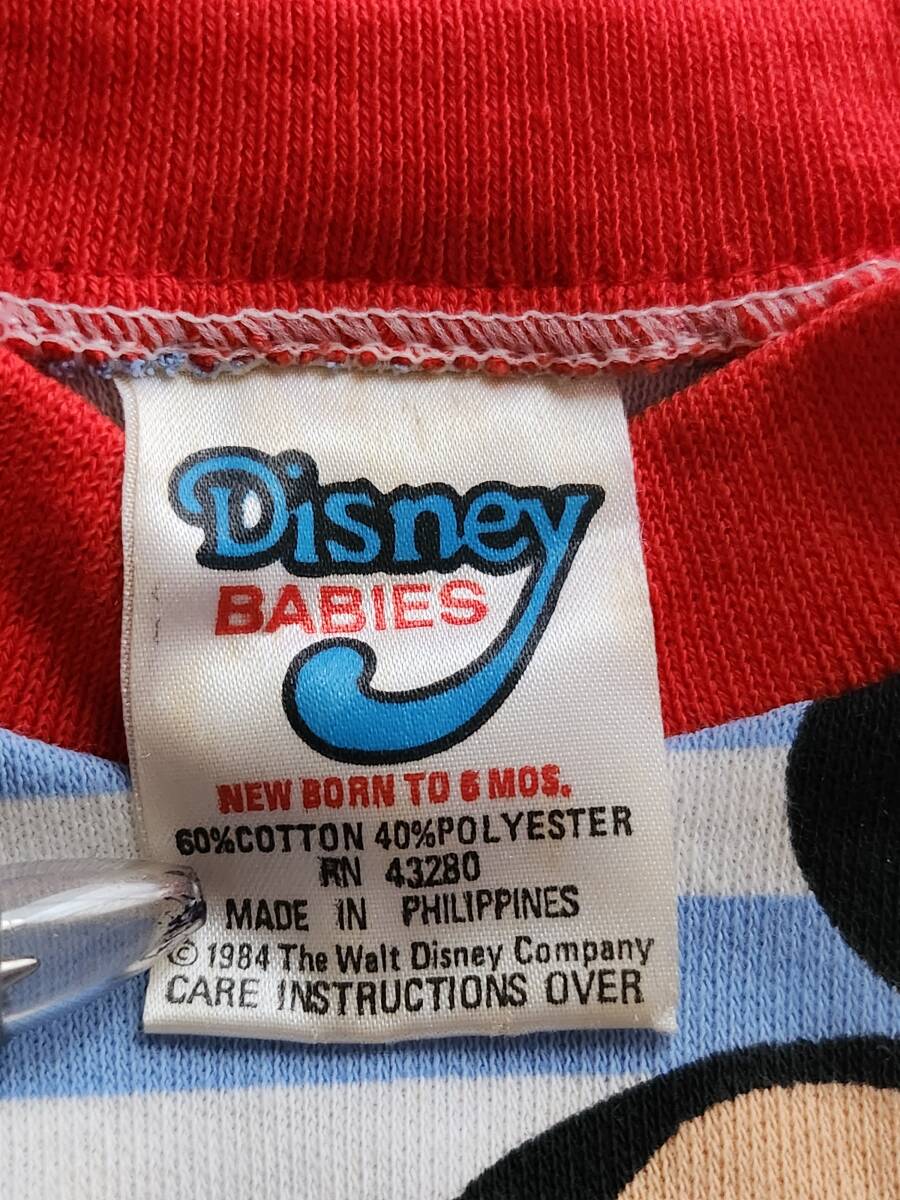 Disney
BABIES
NEW BORN TO 6 MOS.
60%COTTON 40%POLYESTER
RN 43280
MADE IN PHILIPPINES
© 1984 The Walt Disney Company
CARE INSTRUCTIONS OVER